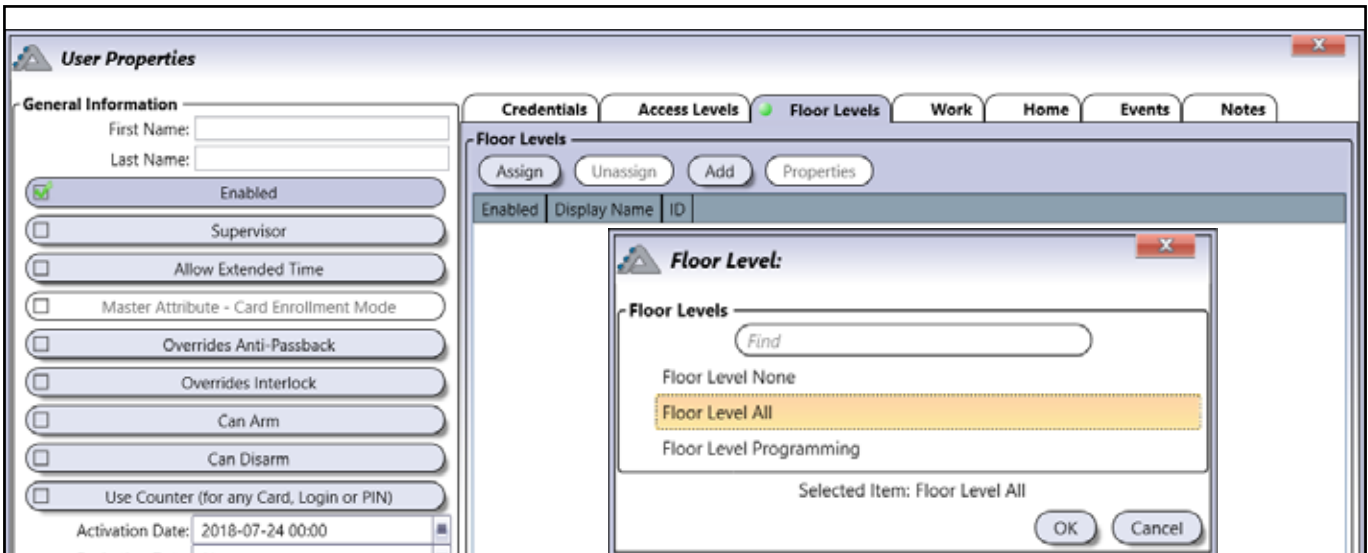 User Properties
X
General Information
First Name:
Last Name:
Enabled
Supervisor
Allow Extended Time
Master Attribute - Card Enrollment Mode
Overrides Anti-Passback
Overrides Interlock
Can Arm
Can Disarm
Use Counter (for any Card, Login or PIN)
Activation Date: 2018-07-24 00:00
Credentials Access Levels Floor Levels Work Home Events Notes
Floor Levels
Assign Unassign Add Properties
Enabled Display Name ID
Floor Level:
X
Floor Levels
Find
Floor Level None
Floor Level All
Floor Level Programming
Selected Item: Floor Level All
OK Cancel